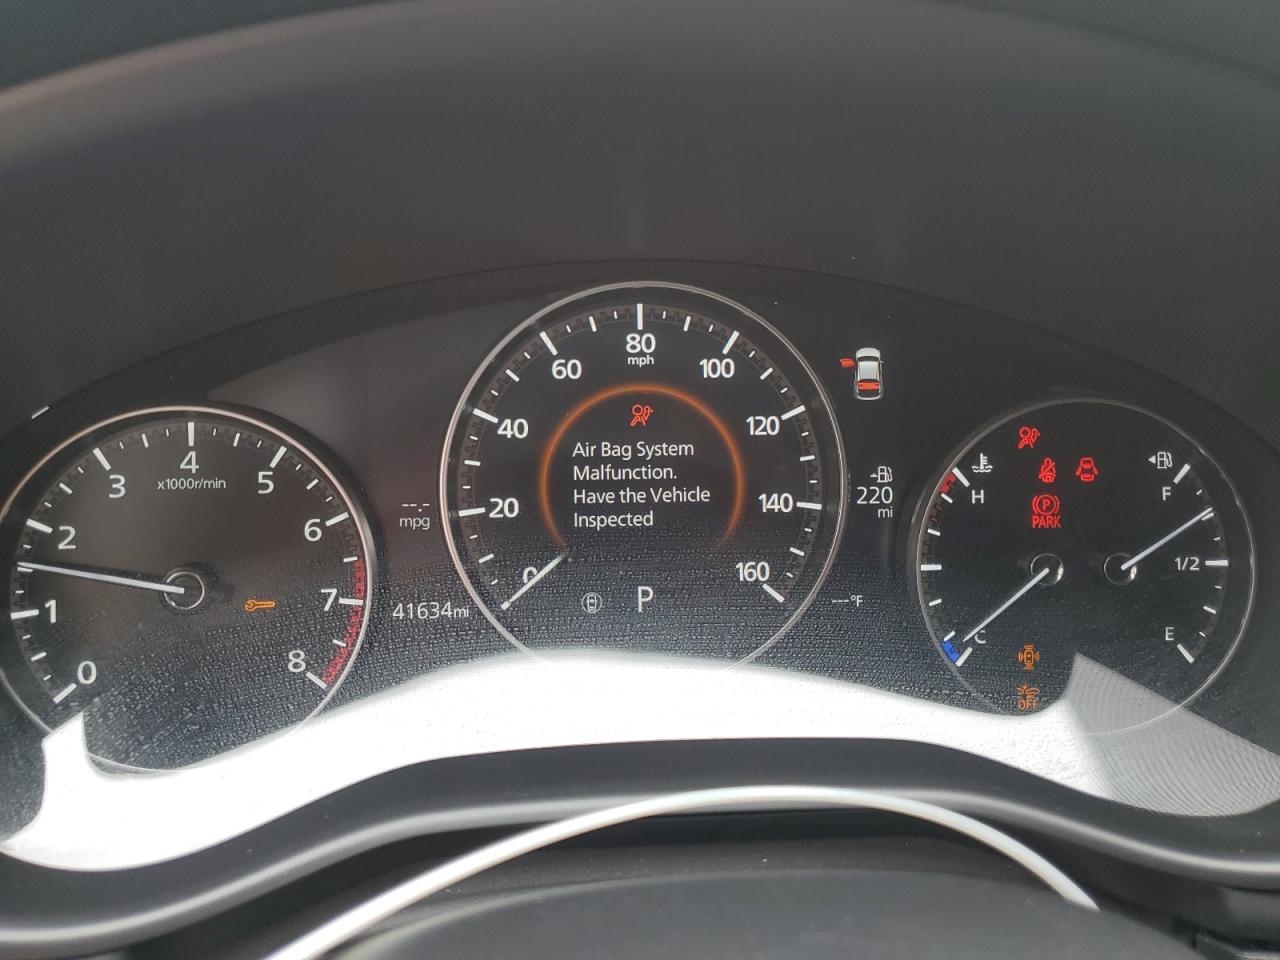 0
1
2
3
4
5
6
7
8
x1000r/min
--.-
mpg
41634mi
0
20
40
60
80
mph
100
120
140
160
Air Bag System
Malfunction.
Have the Vehicle
Inspected
P
220
mi
---°F
H
C
P
PARK
OFF
F
1/2
E